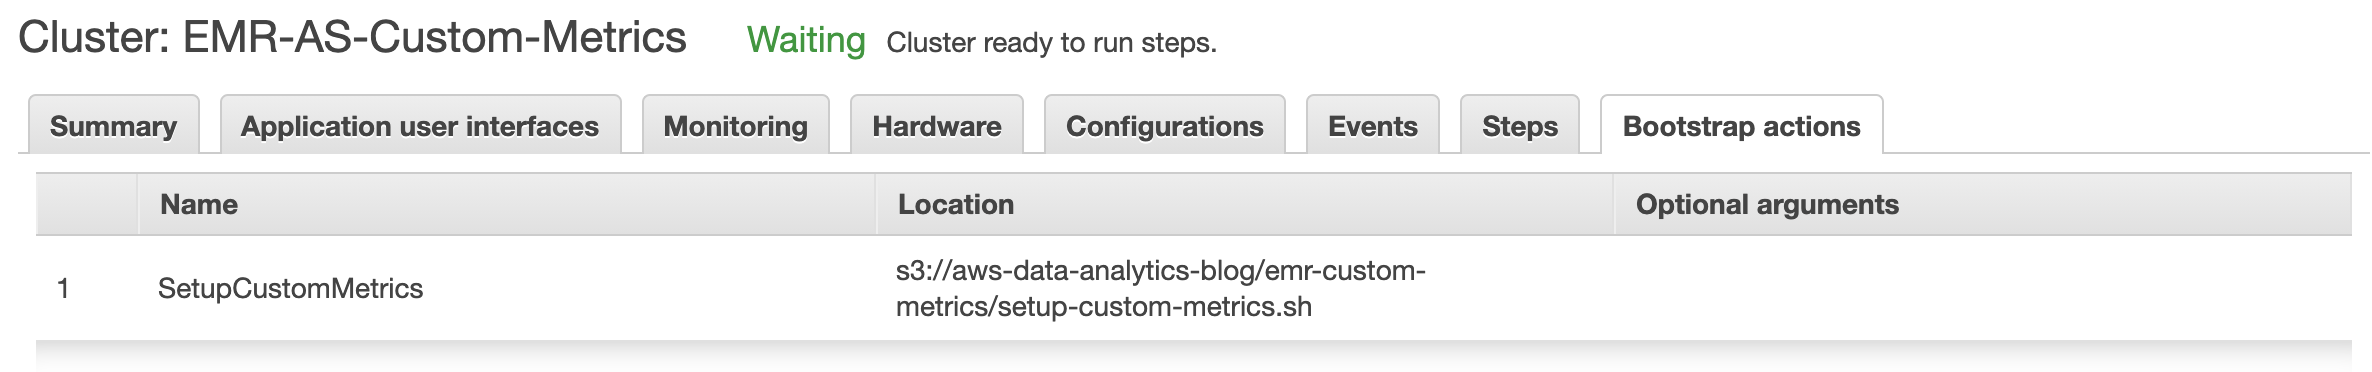 Cluster: EMR-AS-Custom-Metrics Waiting Cluster ready to run steps.
Summary Application user interfaces Monitoring Hardware Configurations Events Steps Bootstrap actions
Name Location Optional arguments
1 SetupCustomMetrics s3://aws-data-analytics-blog/emr-custom-
metrics/setup-custom-metrics.sh